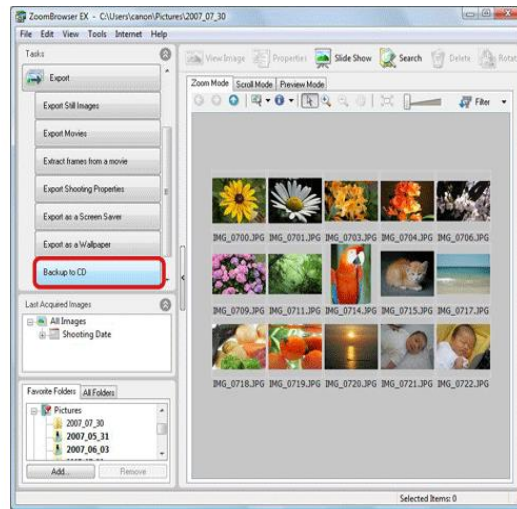 ZoomBrowser EX - C:\Users\canon\Pictures\2007_07_30
File Edit View Tools Internet Help
Tasks
Export
Export Still Images
Export Movies
Extract frames from a movie
Export Shooting Properties
Export as a Screen Saver
Export as a Wallpaper
Backup to CD
Last Acquired Images
All Images
Shooting Date
Favorite Folders All Folders
Pictures
2007_07_30
2007_05_31
2007_06_03
Add... Remove
View Image Properties Slide Show Search Delete Rotat
Zoom Mode Scroll Mode Preview Mode
Filter
IMG_0700.JPG IMG_0701.JPG IMG_0703.JPG IMG_0704.JPG IMG_0706.JPG
IMG_0709.JPG IMG_0711.JPG IMG_0714.JPG IMG_0715.JPG IMG_0717.JPG
IMG_0718.JPG IMG_0719.JPG IMG_0720.JPG IMG_0721.JPG IMG_0722.JPG
Selected Items: 0